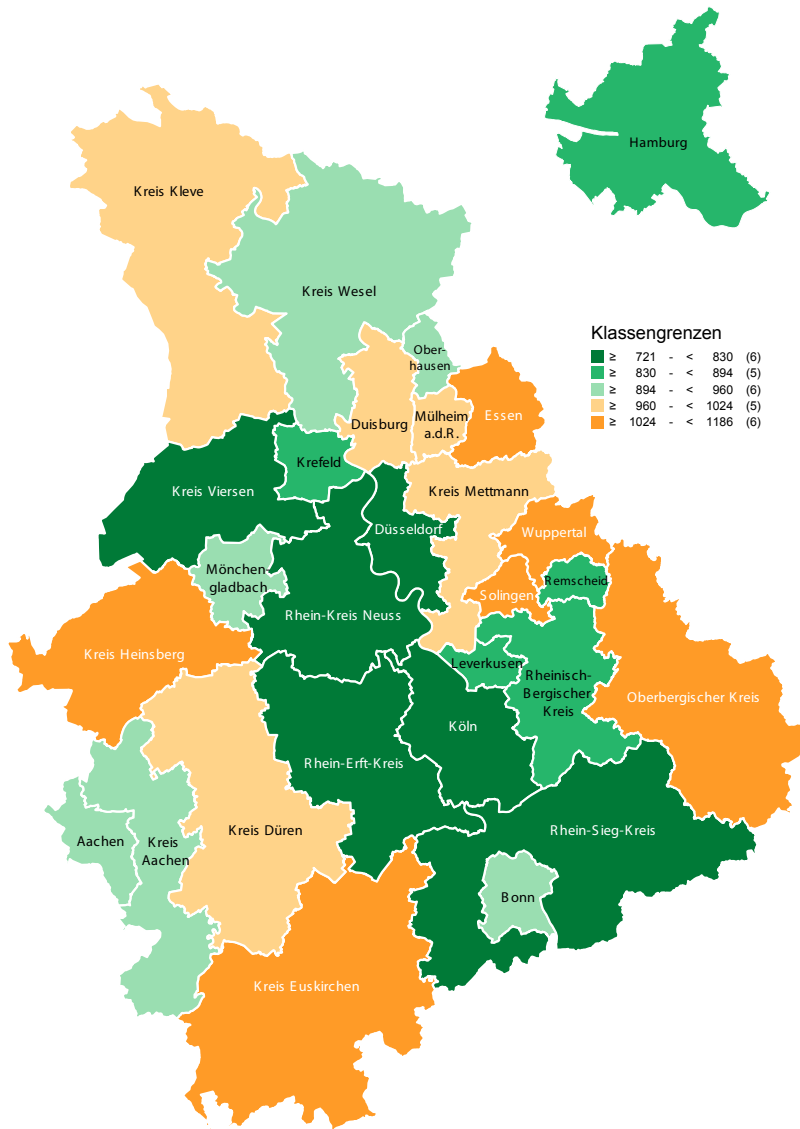 Hamburg
Kreis Kleve
Kreis Wesel
Klassengrenzen
≥ 721 - < 830 (6)
≥ 830 - < 894 (5)
≥ 894 - < 960 (6)
≥ 960 - < 1024 (5)
≥ 1024 - < 1186 (6)
Ober-
hausen
Essen
Duisburg
Mülheim
a.d.R.
Krefeld
Kreis Viersen
Kreis Mettmann
Düsseldorf
Wuppertal
Mönchen-
gladbach
Remscheid
Solingen
Rhein-Kreis Neuss
Kreis Heinsberg
Leverkusen
Rheinisch-
Bergischer
Kreis
Oberbergischer Kreis
Köln
Rhein-Erft-Kreis
Kreis Düren
Rhein-Sieg-Kreis
Aachen
Kreis
Aachen
Bonn
Kreis Euskirchen